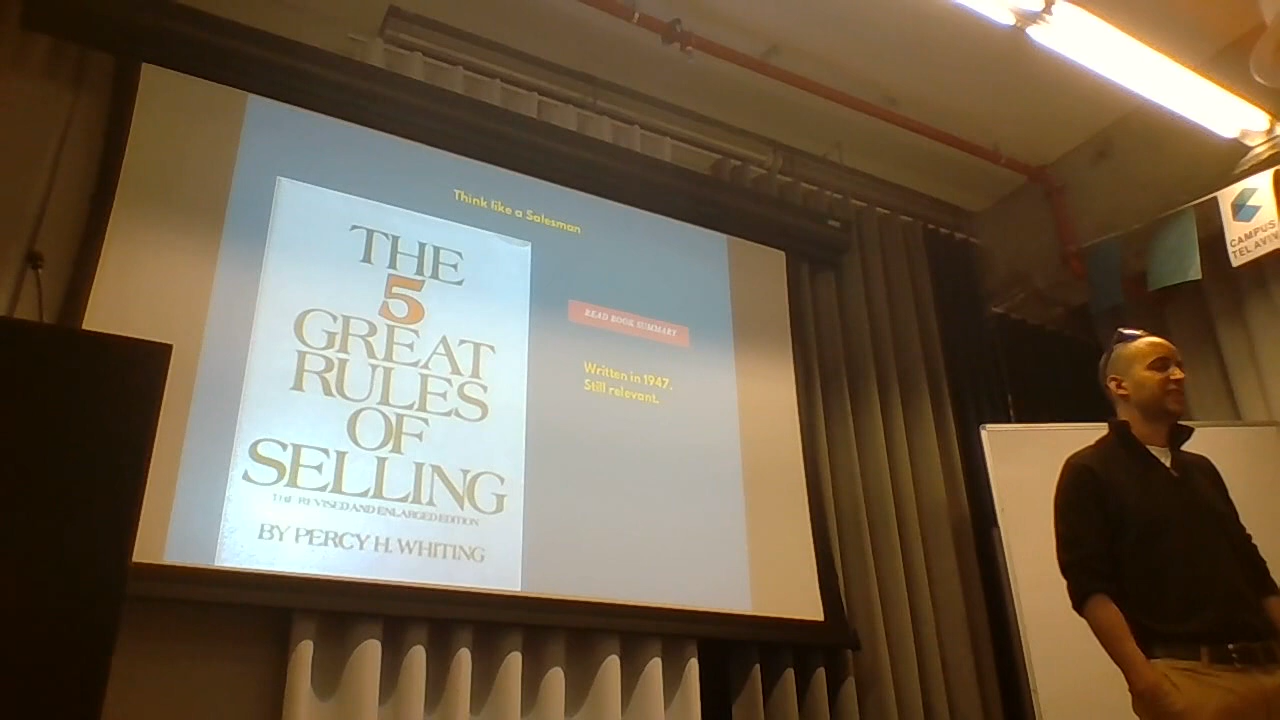 Think like a Salesman
THE
5
GREAT
RULES
OF
SELLING
THE REVISED AND ENLARGED EDITION
BY PERCY H. WHITING
READ BOOK SUMMARY
Written in 1947.
Still relevant.
CAMPUS
TEL AVIV